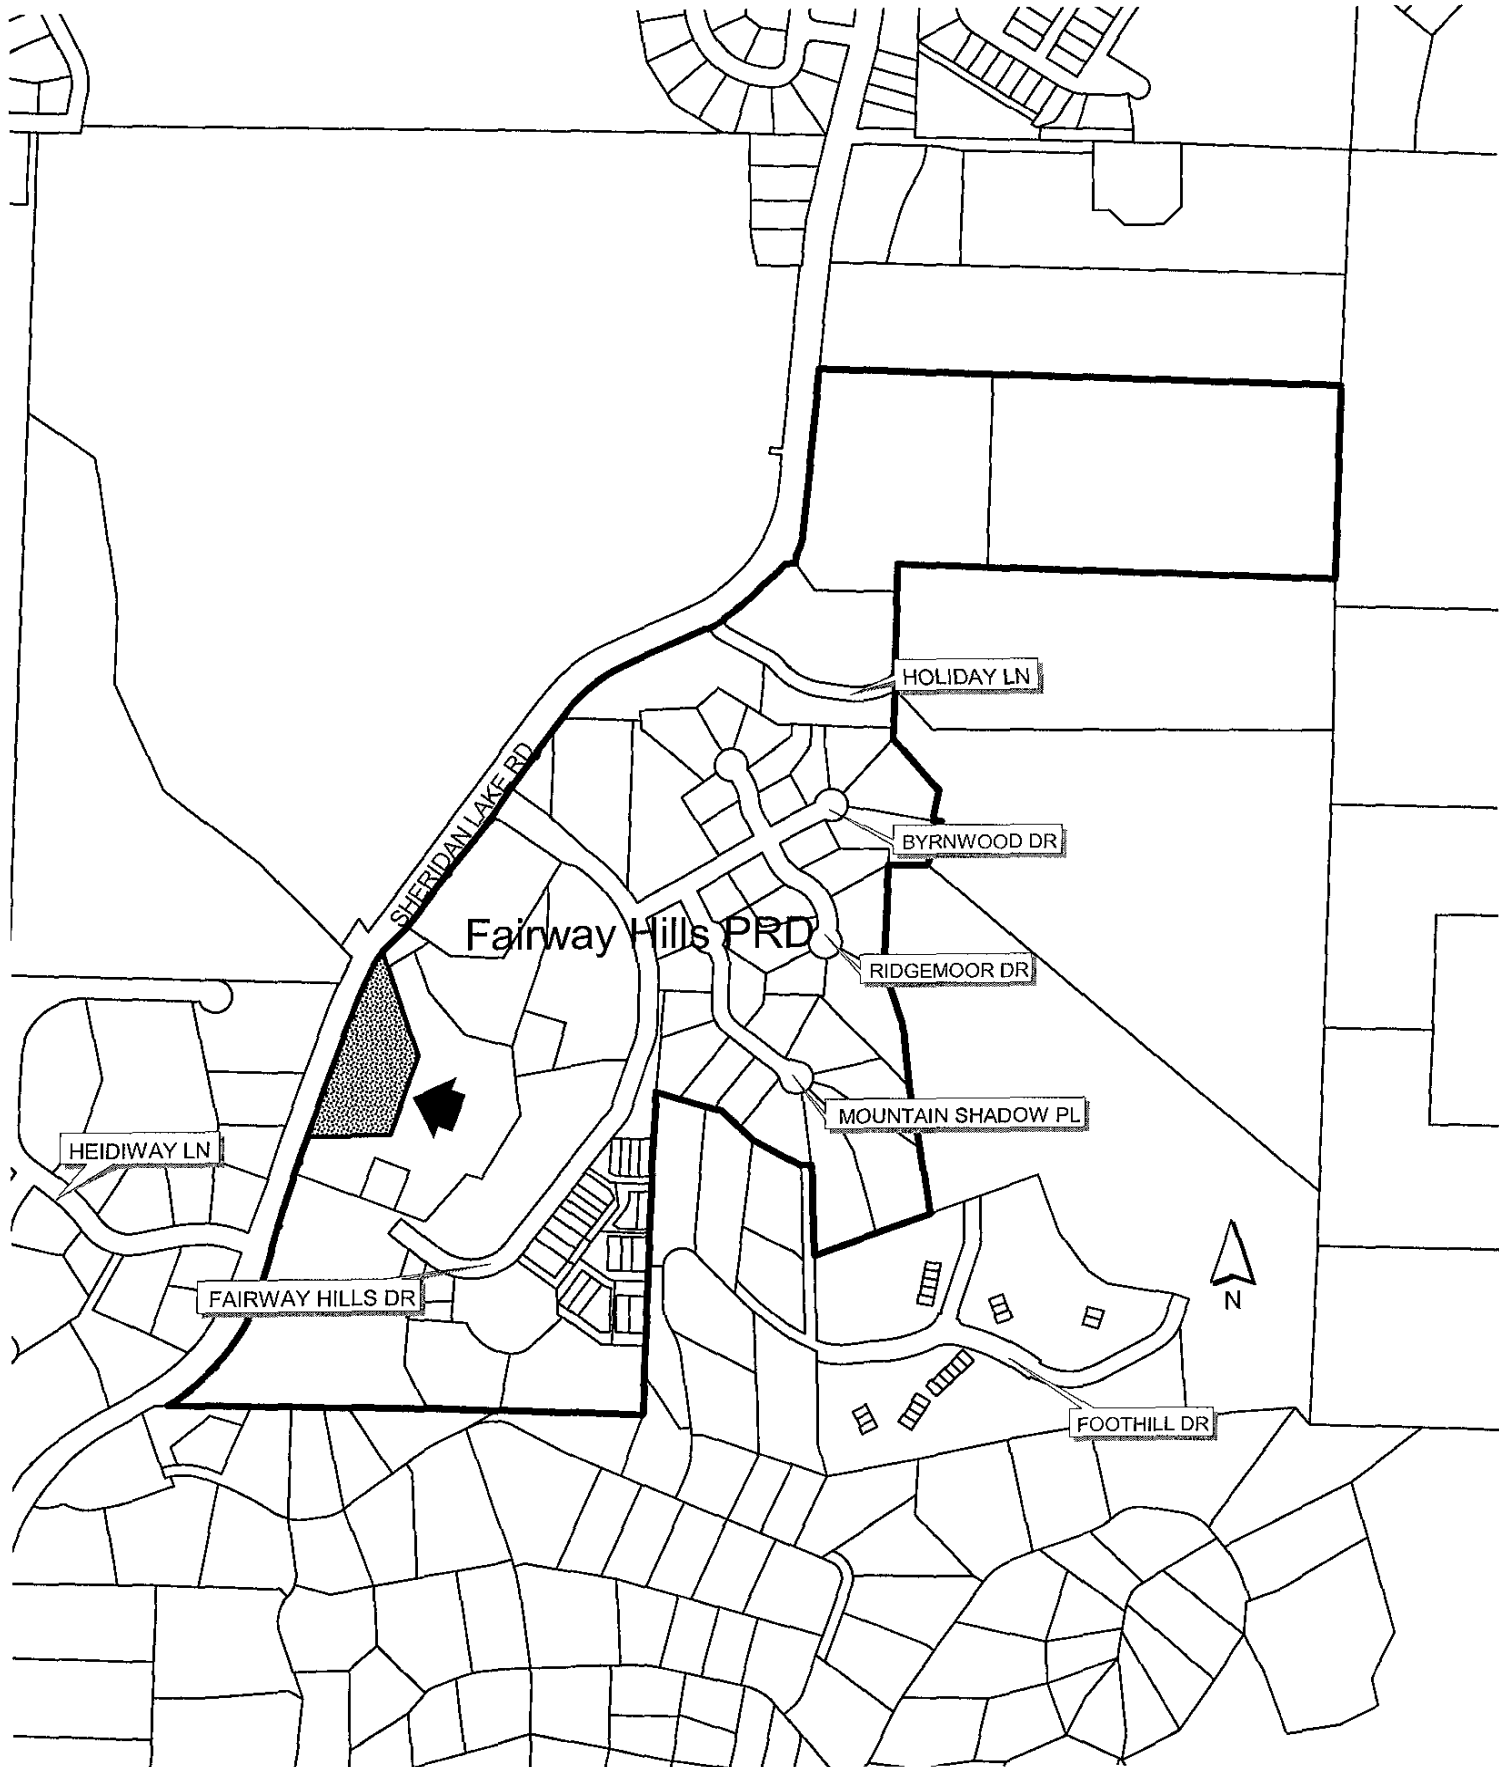 HOLIDAY LN
SHERIDAN LAKE RD
BYRNWOOD DR
Fairway Hills PRD
RIDGEMOOR DR
MOUNTAIN SHADOW PL
HEIDIWAY LN
FAIRWAY HILLS DR
N
FOOTHILL DR